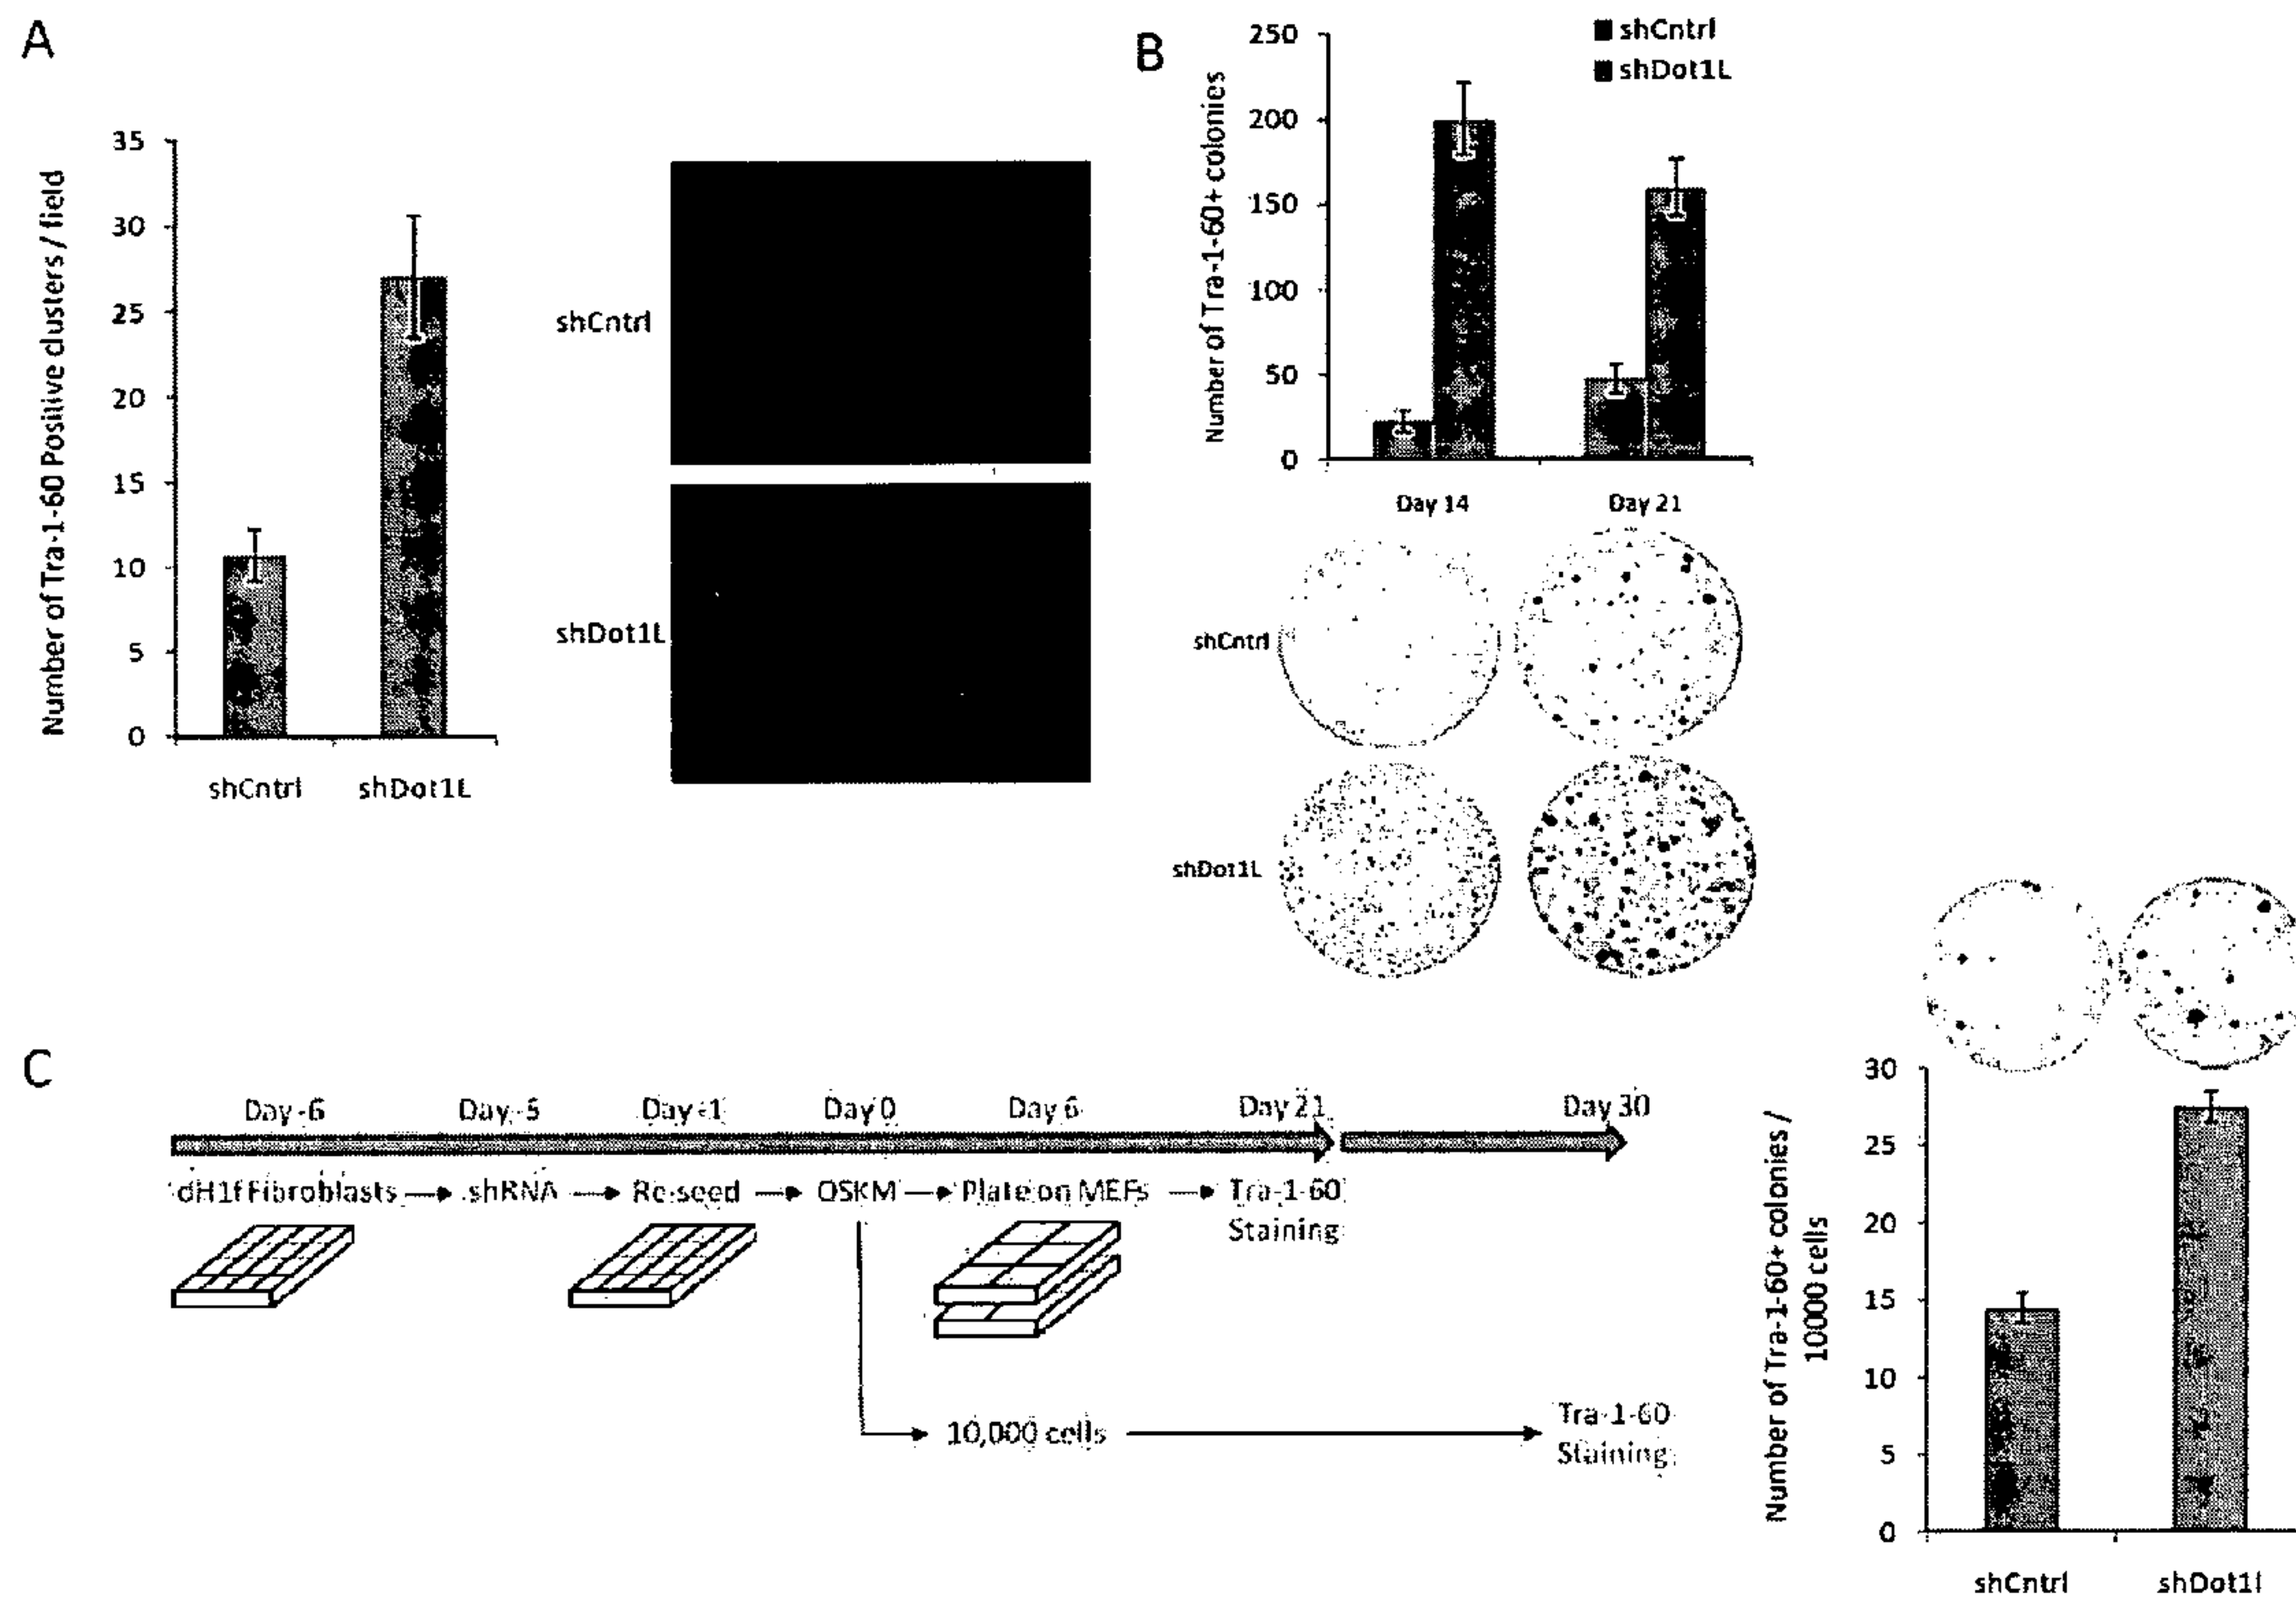 A
Number of Tra-1-60 Positive clusters / field
35
30
25
20
15
10
5
0
shCntrl
shDot1L
shCntrl
shDot1L
B
Number of Tra-1-60+ colonies
250
200
150
100
50
0
shCntrl
shDot1L
Day 14
Day 21
shCntrl
shDot1L
C
Day -6
Day -5
Day -1
Day 0
Day 6
Day 21
Day 30
dH1f Fibroblasts
shRNA
Re-seed
OSKM
Plate on MEFs
Tra-1-60
Staining
10,000 cells
Tra-1-60
Staining
Number of Tra-1-60+ colonies /
10000 cells
30
25
20
15
10
5
0
shCntrl
shDot1l